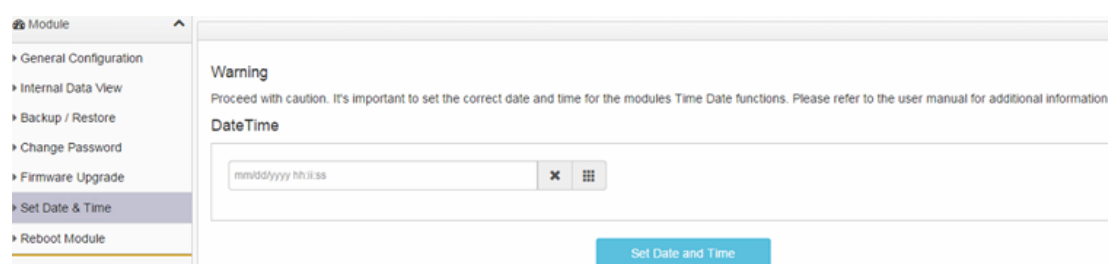 Module
General Configuration
Internal Data View
Backup / Restore
Change Password
Firmware Upgrade
Set Date & Time
Reboot Module
Warning
Proceed with caution. It's important to set the correct date and time for the modules Time Date functions. Please refer to the user manual for additional information
DateTime
mm/dd/yyyy hh:ii:ss
Set Date and Time